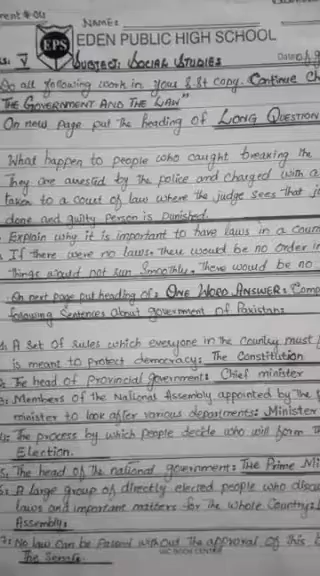 NAME:
EPS EDEN PUBLIC HIGH SCHOOL
V SUBJECT: SOCIAL STUDIES
Do all following work in your S.St copy. Continue
THE GOVERNMENT AND THE LAW"
On new page put the heading of LONG QUESTION
What happen to people who caught breaking the
They are arrested by the police and charged with a
taken to a court of law where the judge sees that
done and guilty person is punished.
Explain why it is important to have laws in a
If there were no laws. There would be no order in
things would not run smoothly. There would be no
On next page put heading of: ONE WORD ANSWER:
following sentences about government of Pakistan:
1: A set of rules which everyone in the country must
is meant to protect democracy: The Constitution
2: The head of Provincial government: Chief minister
3: Members of the National Assembly appointed by the
minister to look after various departments: Minister
4: The process by which people decide who will form
Election.
5: The head of the national government: The Prime
6: A large group of directly elected people who
laws and important matters for the whole Country:
Assembly:
7: No law can be passed without the approval of this
The Senate.
BOOK CENTRE